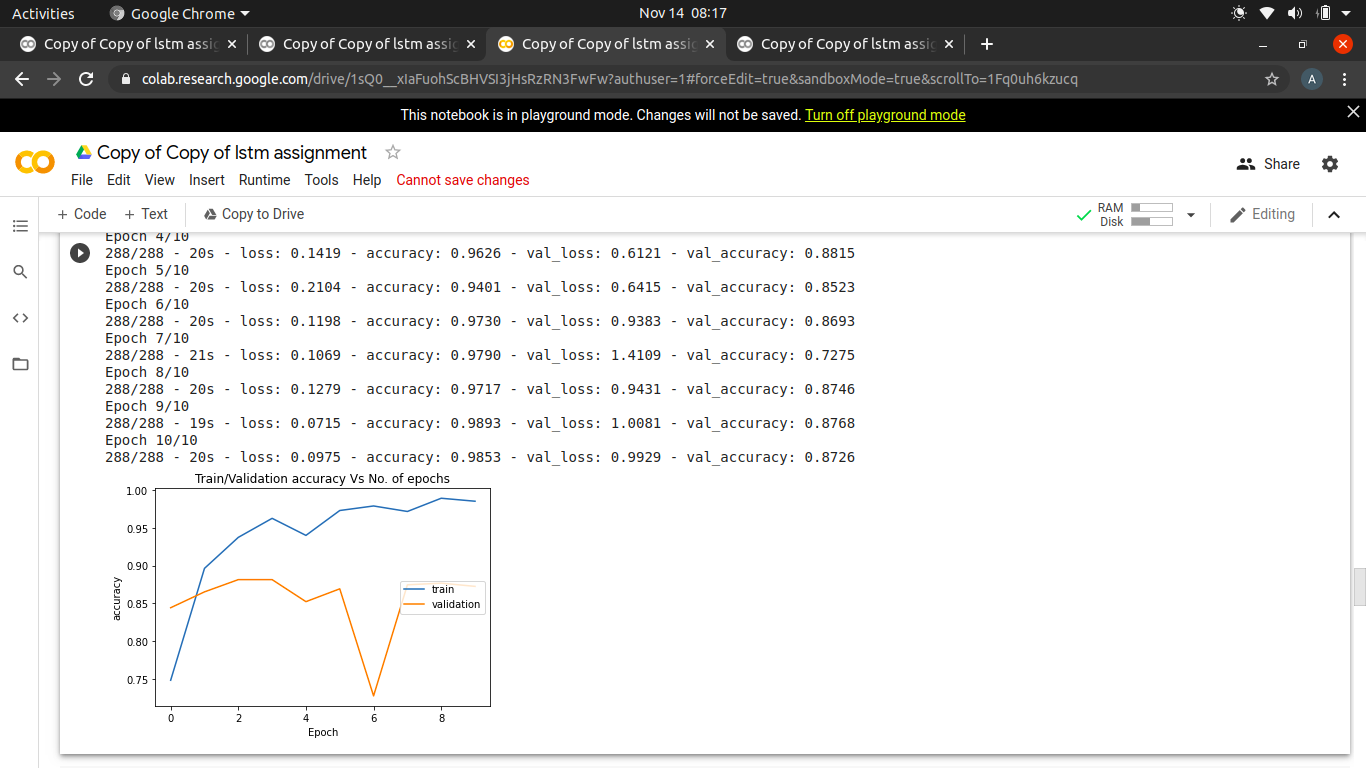 Activities
Google Chrome
Nov 14 08:17
Copy of Copy of lstm assig
Copy of Copy of lstm assig
Copy of Copy of lstm assig
Copy of Copy of lstm assig
colab.research.google.com/drive/1sQ0__xIaFuohScBHVSI3jHsRzRN3FwFw?authuser=1#forceEdit=true&sandboxMode=true&scrollTo=1Fq0uh6kzucq
A
This notebook is in playground mode. Changes will not be saved. Turn off playground mode
Copy of Copy of lstm assignment
File Edit View Insert Runtime Tools Help Cannot save changes
Share
+ Code + Text Copy to Drive
RAM
Disk
Editing
Epoch 4/10
288/288 - 20s - loss: 0.1419 - accuracy: 0.9626 - val_loss: 0.6121 - val_accuracy: 0.8815
Epoch 5/10
288/288 - 20s - loss: 0.2104 - accuracy: 0.9401 - val_loss: 0.6415 - val_accuracy: 0.8523
Epoch 6/10
288/288 - 20s - loss: 0.1198 - accuracy: 0.9730 - val_loss: 0.9383 - val_accuracy: 0.8693
Epoch 7/10
288/288 - 21s - loss: 0.1069 - accuracy: 0.9790 - val_loss: 1.4109 - val_accuracy: 0.7275
Epoch 8/10
288/288 - 20s - loss: 0.1279 - accuracy: 0.9717 - val_loss: 0.9431 - val_accuracy: 0.8746
Epoch 9/10
288/288 - 19s - loss: 0.0715 - accuracy: 0.9893 - val_loss: 1.0081 - val_accuracy: 0.8768
Epoch 10/10
288/288 - 20s - loss: 0.0975 - accuracy: 0.9853 - val_loss: 0.9929 - val_accuracy: 0.8726
Train/Validation accuracy Vs No. of epochs
1.00
0.95
0.90
0.85
0.80
0.75
accuracy
train
validation
0 2 4 6 8
Epoch